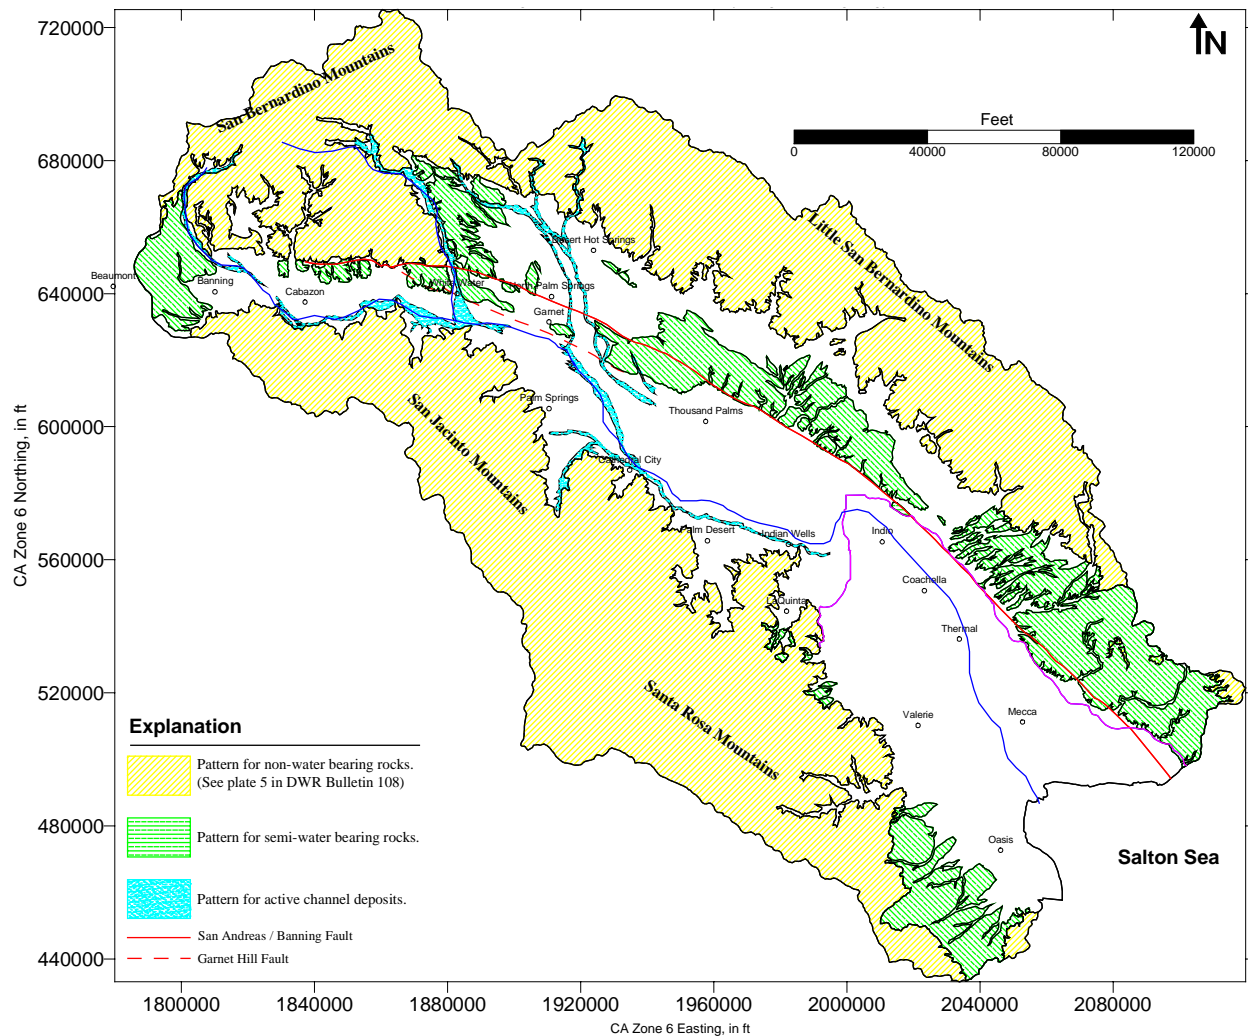 720000
680000
640000
600000
560000
520000
480000
440000
CA Zone 6 Northing, in ft
N
Feet
0
40000
80000
120000
San Bernardino Mountains
Little San Bernardino Mountains
San Jacinto Mountains
Santa Rosa Mountains
Desert Hot Springs
Beaumont
Banning
Cabazon
White Water
North Palm Springs
Garnet
Palm Springs
Thousand Palms
Cathedral City
Palm Desert
Indian Wells
Indio
Coachella
LaQuinta
Thermal
Valerie
Mecca
Oasis
Salton Sea
Explanation
Pattern for non-water bearing rocks.
(See plate 5 in DWR Bulletin 108)
Pattern for semi-water bearing rocks.
Pattern for active channel deposits.
San Andreas / Banning Fault
Garnet Hill Fault
1800000
1840000
1880000
1920000
1960000
2000000
2040000
2080000
CA Zone 6 Easting, in ft